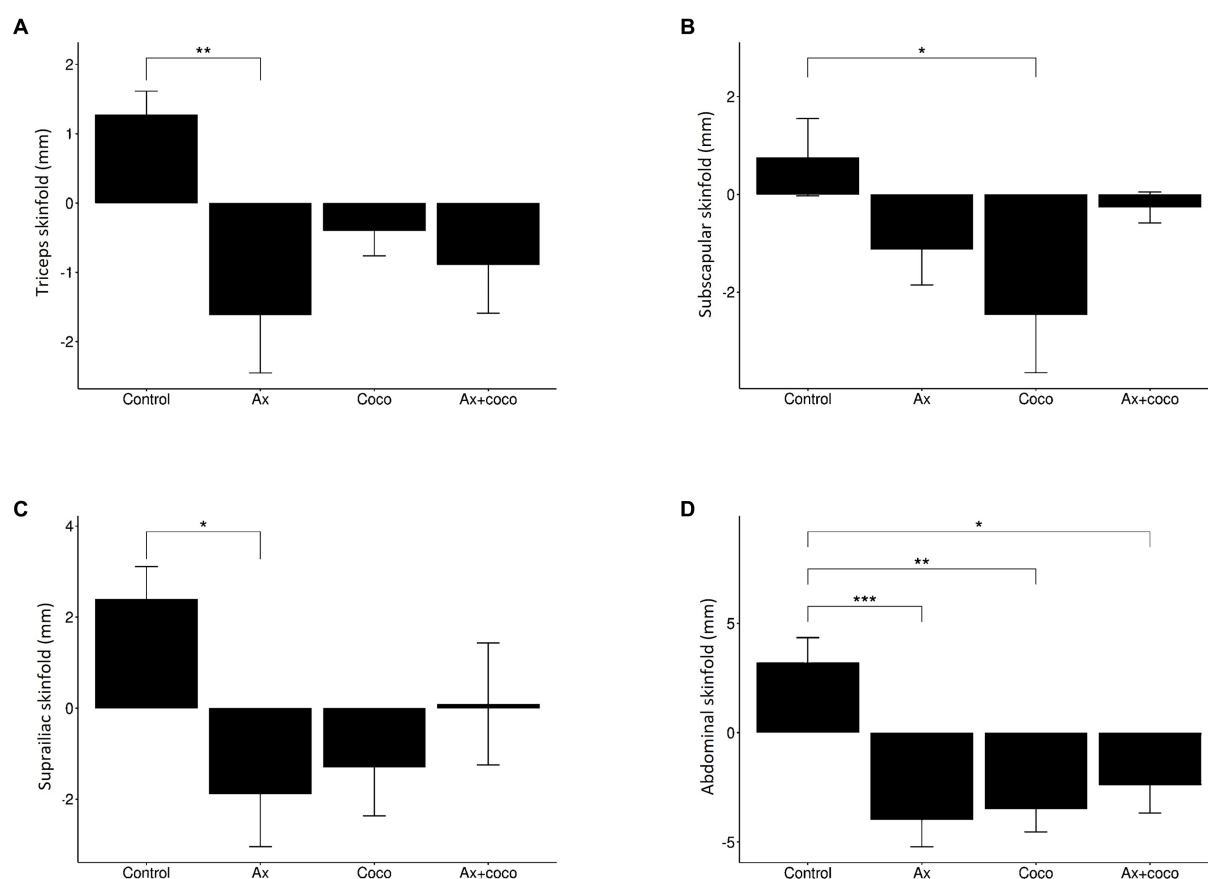 A
**
2
1
0
-1
-2
Triceps skinfold (mm)
Control Ax Coco Ax+coco
B
*
2
0
-2
Subscapular skinfold (mm)
Control Ax Coco Ax+coco
C
*
4
2
0
-2
Suprailiac skinfold (mm)
Control Ax Coco Ax+coco
D
*
**
***
5
0
-5
Abdominal skinfold (mm)
Control Ax Coco Ax+coco